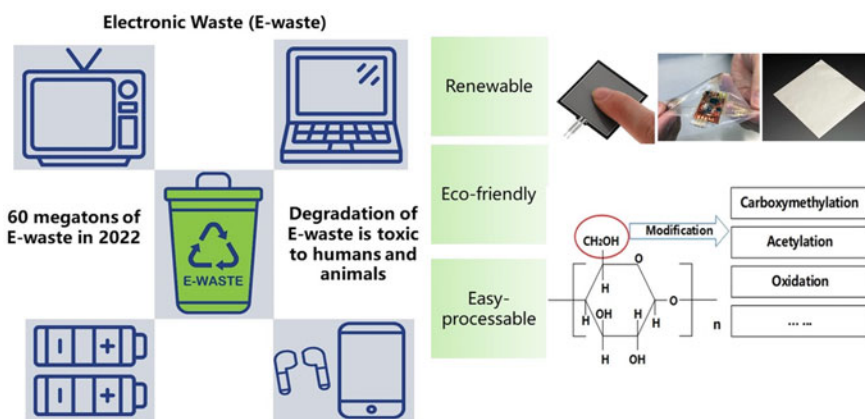 Electronic Waste (E-waste)
60 megatons of
E-waste in 2022
E-WASTE
Degradation of
E-waste is toxic
to humans and
animals
Renewable
Eco-friendly
Easy-
processable
CH₂OH
Modification
O
H
H
OH
H
H
O
H
OH
n
Carboxymethylation
Acetylation
Oxidation
... ...